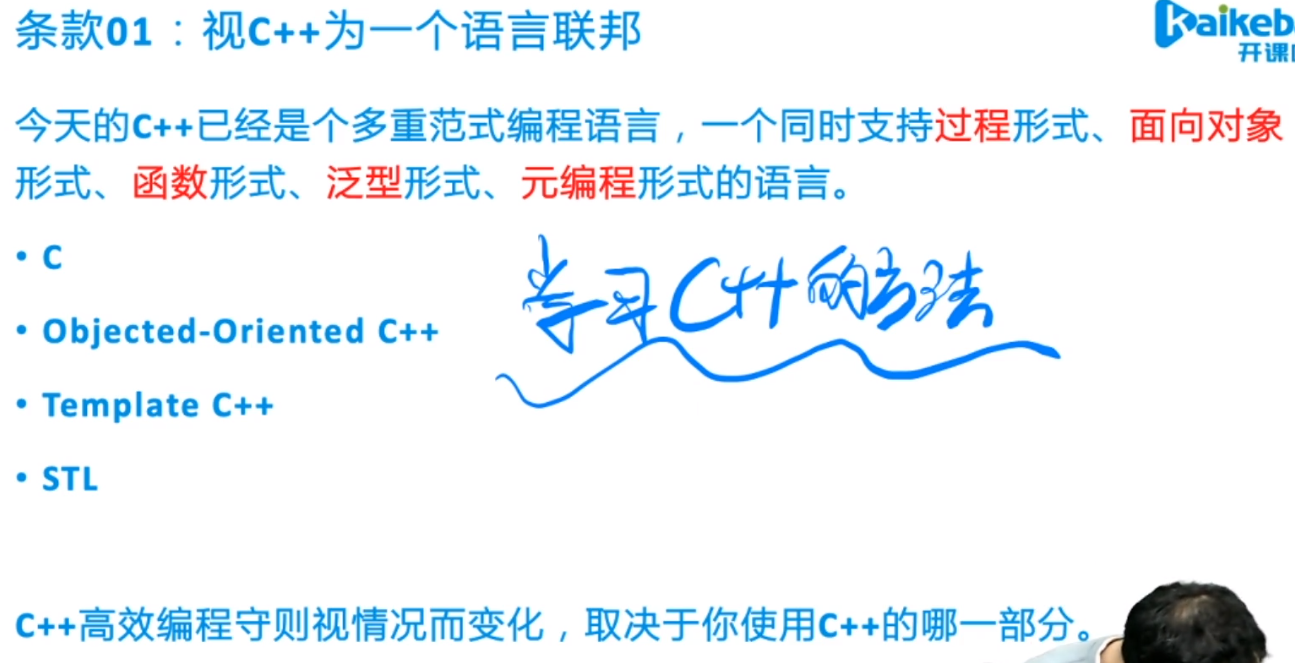 条款01：视C++为一个语言联邦
kaikeb
开课
今天的C++已经是个多重范式编程语言，一个同时支持过程形式、面向对象
形式、函数形式、泛型形式、元编程形式的语言。
• C
学习C++的方法
• Objected-Oriented C++
• Template C++
• STL
C++高效编程守则视情况而变化，取决于你使用C++的哪一部分。